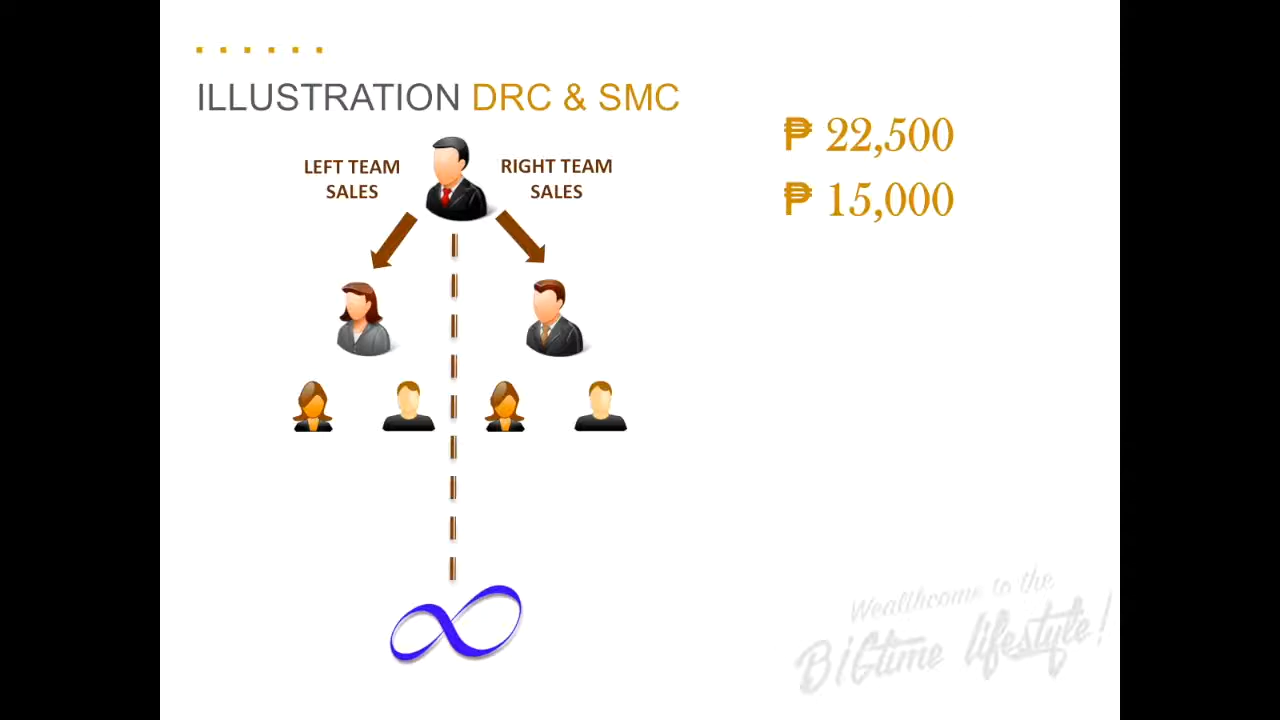 ILLUSTRATION DRC & SMC
LEFT TEAM
SALES
RIGHT TEAM
SALES
₱ 22,500
₱ 15,000
Wealthcome to the
BiGtime lifestyle!